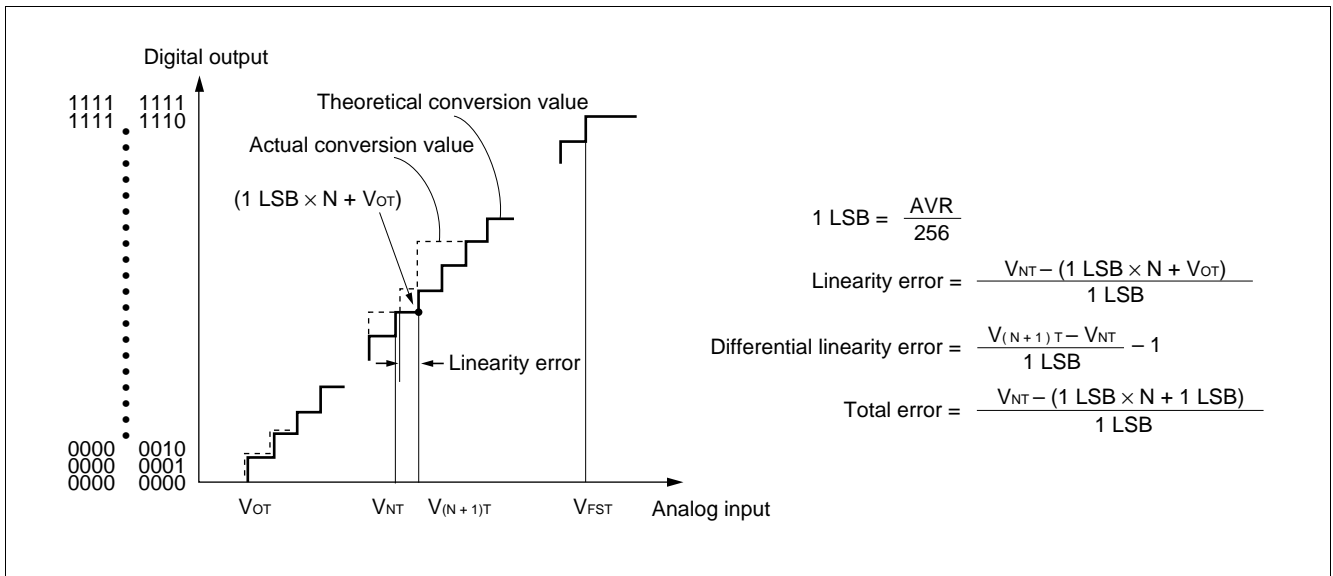 Digital output
1111 1111
1111 1110
Theoretical conversion value
Actual conversion value
(1 LSB × N + VOT)
Linearity error
0000 0010
0000 0001
0000 0000
VOT VNT V(N + 1)T VFST Analog input
1 LSB = AVR
256
Linearity error = VNT – (1 LSB × N + VOT)
1 LSB
Differential linearity error = V( N + 1 ) T – VNT – 1
1 LSB
Total error = VNT – (1 LSB × N + 1 LSB)
1 LSB